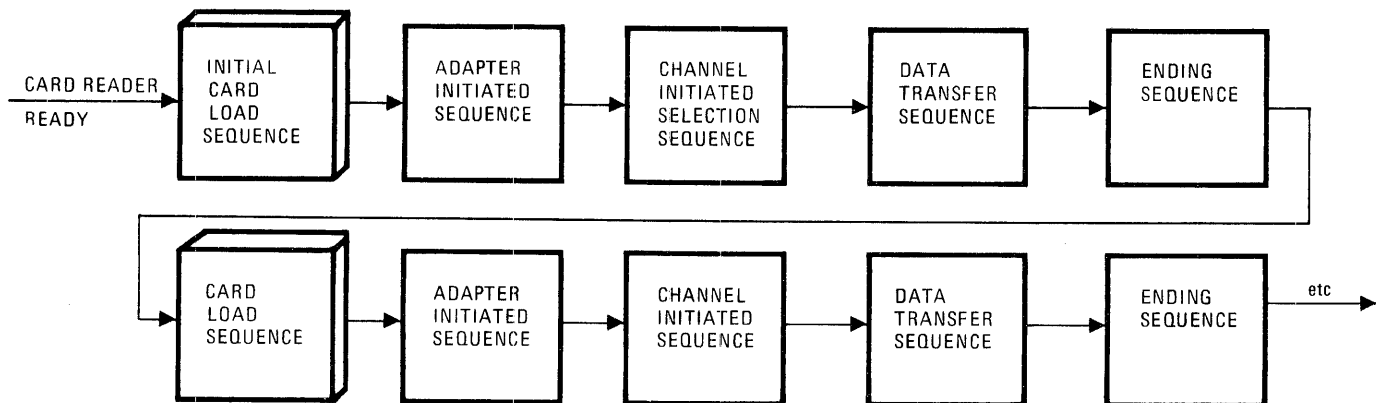 CARD READER
READY
INITIAL
CARD
LOAD
SEQUENCE
ADAPTER
INITIATED
SEQUENCE
CHANNEL
INITIATED
SELECTION
SEQUENCE
DATA
TRANSFER
SEQUENCE
ENDING
SEQUENCE
CARD
LOAD
SEQUENCE
ADAPTER
INITIATED
SEQUENCE
CHANNEL
INITIATED
SEQUENCE
DATA
TRANSFER
SEQUENCE
ENDING
SEQUENCE
etc